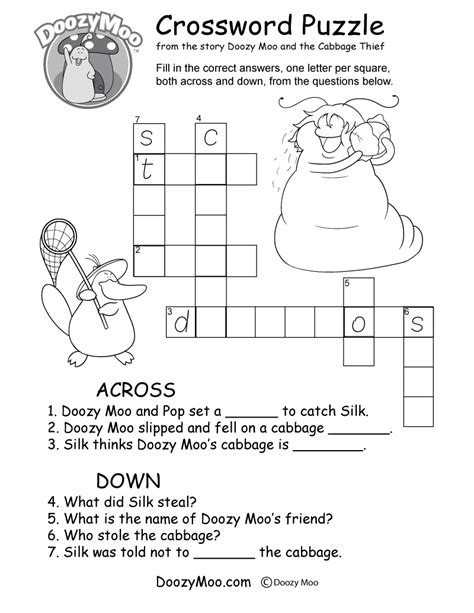 DoozyMoo™
Crossword Puzzle
from the story Doozy Moo and the Cabbage Thief
Fill in the correct answers, one letter per square,
both across and down, from the questions below.
7 4
s c
1 t
2
5
3 d o 6 s
ACROSS
1. Doozy Moo and Pop set a ______ to catch Silk.
2. Doozy Moo slipped and fell on a cabbage _______.
3. Silk thinks Doozy Moo's cabbage is ________.
DOWN
4. What did Silk steal?
5. What is the name of Doozy Moo's friend?
6. Who stole the cabbage?
7. Silk was told not to _______ the cabbage.
DoozyMoo.com ©Doozy Moo